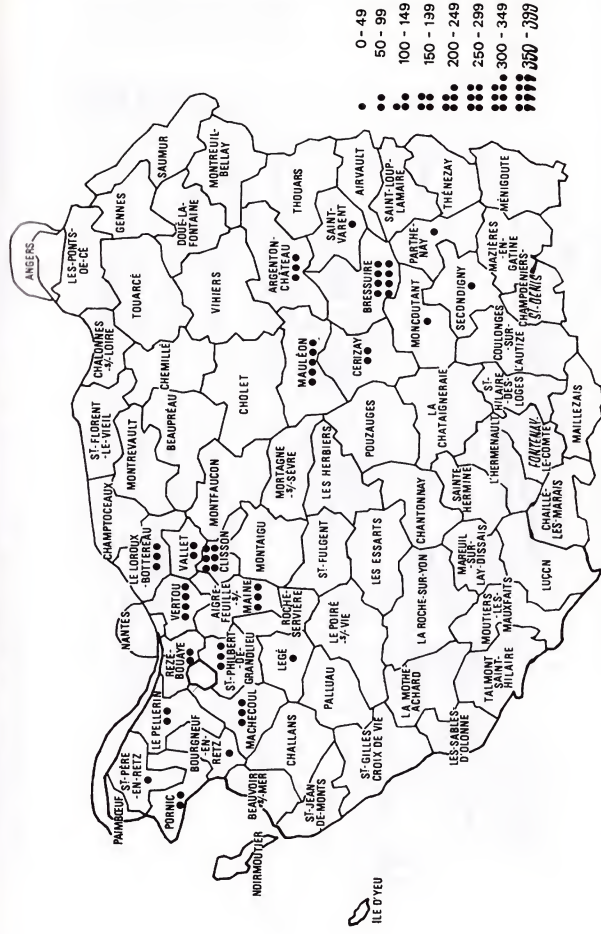 ANGERS
LES-PONTS-
DE-CÉ
GENNES
SAUMUR
MONTREUIL-
BELLAY
DOUÉ-LA-
FONTAINE
TOUARCÉ
CHALONNES
-s/-LOIRE
ST-FLORENT
-LE-VIEIL
CHEMILLÉ
VIHIERS
BEAUPRÉAU
MONTREVAULT
CHAMPTOCEAUX
CHOLET
MONTFAUCON
THOUARS
ARGENTON-
CHÂTEAU
SAINT-
VARENT
AIRVAULT
SAINT-LOUP-
LAMAIRE
THÉNEZAY
MÉNIGOUTE
PARTHE-
NAY
BRESSUIRE
MAULÉON
CERIZAY
MONCOUTANT
SECONDIGNY
MAZIÈRES
-EN-
GATINE
CHAMPDENIERS-
ST-DENIS
COULONGES
-SUR-
L'AUTIZE
NANTES
LE LOROUX
-BOTTEREAU
VALLET
CLISSON
VERTOU
AIGRE-
FEUILLE
-s/-
MAINE
REZÉ-
BOUAYE
ST-PHILBERT
-DE-
GRANDLIEU
LEGÉ
LE PELLERIN
PAIMBŒUF
ST-PÈRE
-EN-RETZ
PORNIC
BOURGNEUF
-EN-
RETZ
MACHECOUL
MORTAGNE
-s/-SÈVRE
LES HERBIERS
MONTAIGU
ROCHE-
SERVIÈRE
ST-FULGENT
POUZAUGES
LA
CHATAIGNERAIE
ST-
HILAIRE
-DES-
LOGES
MAILLEZAIS
L'HERMENAULT
FONTENAY-
LE-COMTE
CHAILLÉ-
LES-MARAIS
SAINTE-
HERMINE
CHANTONNAY
LES ESSARTS
LE POIRÉ
-s/-VIE
LA ROCHE-SUR-YON
MAREUIL
-SUR-
LAY-DISSAIS
LUÇON
MOUTIERS
-LES-
MAUXFAITS
TALMONT
SAINT-
HILAIRE
LA MOTHE-
ACHARD
LES-SABLES-
D'OLONNE
PALLUAU
CHALLANS
ST-GILLES-
CROIX DE VIE
ST-JEAN-
DE-MONTS
BEAUVOIR
-s/-MER
NOIRMOUTIER
ILE D'YEU
0 - 49
50 - 99
100 - 149
150 - 199
200 - 249
250 - 299
300 - 349
350 - 399